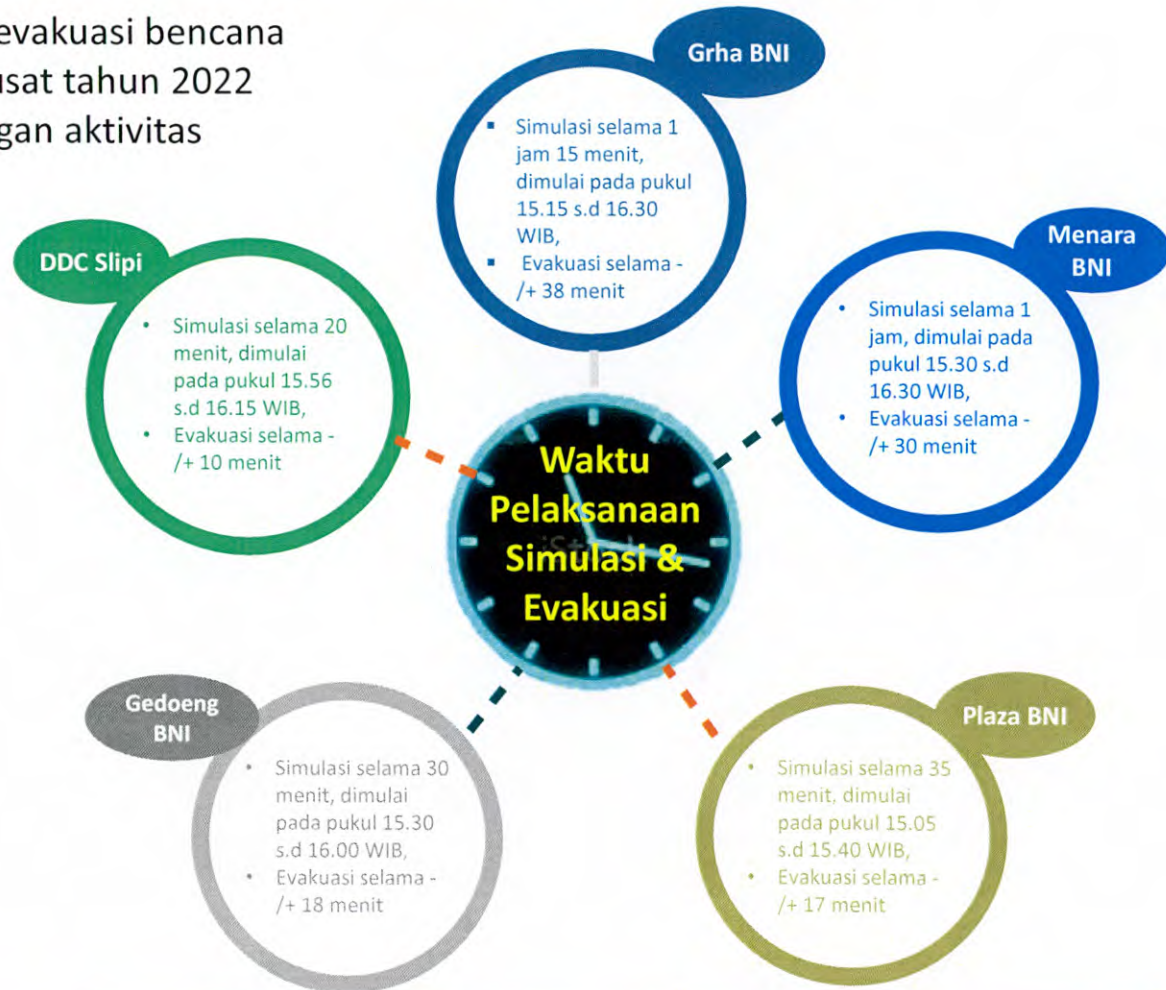 evakuasi bencana
usat tahun 2022
gan aktivitas
Grha BNI
▪ Simulasi selama 1
jam 15 menit,
dimulai pada pukul
15.15 s.d 16.30
WIB,
▪ Evakuasi selama -
/+ 38 menit
DDC Slipi
• Simulasi selama 20
menit, dimulai
pada pukul 15.56
s.d 16.15 WIB,
• Evakuasi selama -
/+ 10 menit
Menara
BNI
• Simulasi selama 1
jam, dimulai pada
pukul 15.30 s.d
16.30 WIB,
• Evakuasi selama -
/+ 30 menit
Waktu
Pelaksanaan
Simulasi &
Evakuasi
Gedoeng
BNI
• Simulasi selama 30
menit, dimulai
pada pukul 15.30
s.d 16.00 WIB,
• Evakuasi selama -
/+ 18 menit
Plaza BNI
• Simulasi selama 35
menit, dimulai
pada pukul 15.05
s.d 15.40 WIB,
• Evakuasi selama -
/+ 17 menit